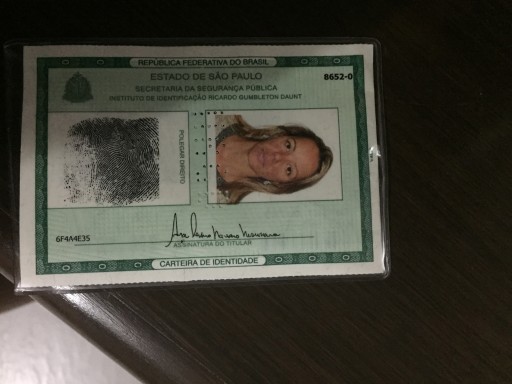 REPÚBLICA FEDERATIVA DO BRASIL
ESTADO DE SÃO PAULO
8652-0
SECRETARIA DA SEGURANÇA PÚBLICA
INSTITUTO DE IDENTIFICAÇÃO RICARDO GUMBLETON DAUNT
POLEGAR DIREITO
6F4A4E35
ASSINATURA DO TITULAR
CARTEIRA DE IDENTIDADE